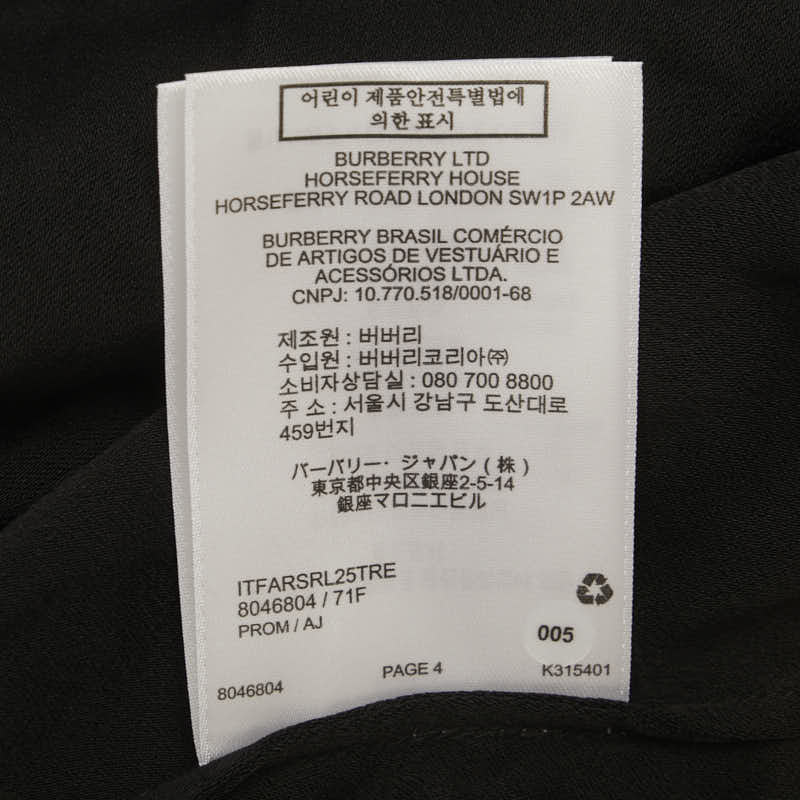 어린이 제품안전특별법에
의한 표시
BURBERRY LTD
HORSEFERRY HOUSE
HORSEFERRY ROAD LONDON SW1P 2AW
BURBERRY BRASIL COMÉRCIO
DE ARTIGOS DE VESTUÁRIO E
ACESSÓRIOS LTDA.
CNPJ: 10.770.518/0001-68
제조원 : 버버리
수입원 : 버버리코리아㈜
소비자상담실 : 080 700 8800
주 소 : 서울시 강남구 도산대로
459번지
バーバリー・ジャパン ( 株 )
東京都中央区銀座2-5-14
銀座マロニエビル
ITFARSRL25TRE
8046804 / 71F
PROM / AJ
005
8046804 PAGE 4 K315401